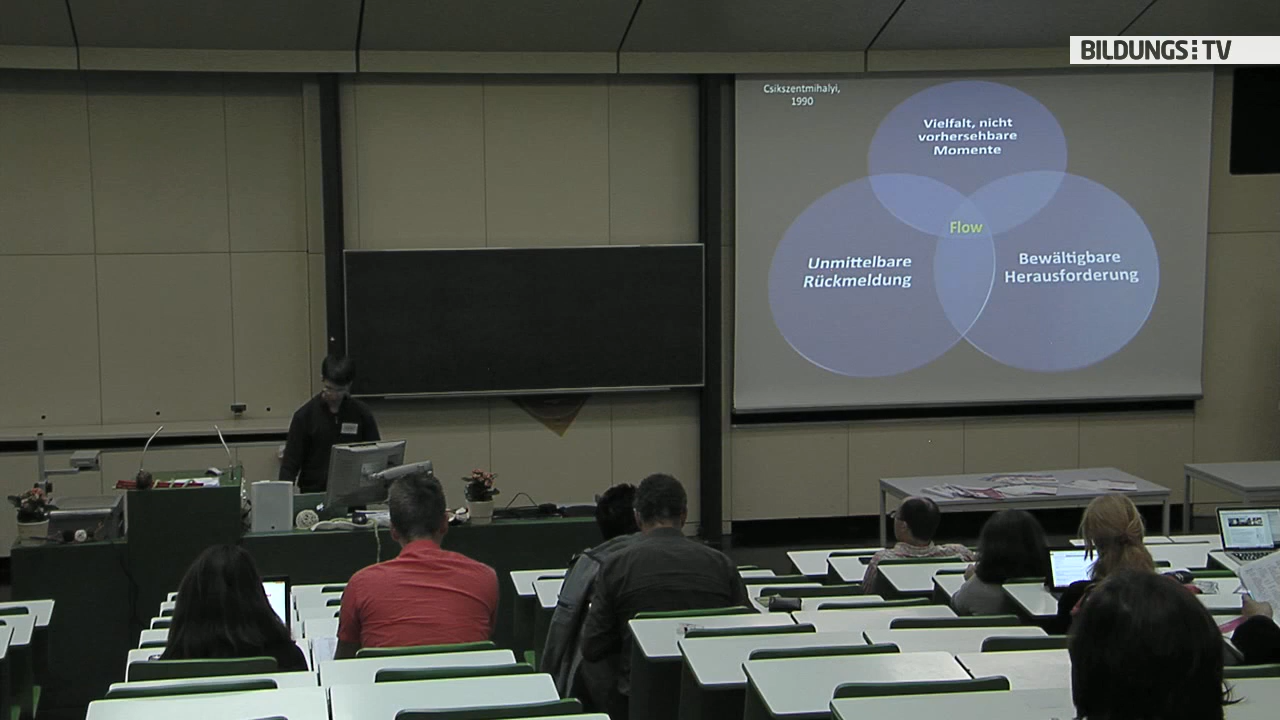 BILDUNGS:TV
Csikszentmihalyi,
1990
Vielfalt, nicht
vorhersehbare
Momente
Flow
Unmittelbare
Rückmeldung
Bewältigbare
Herausforderung